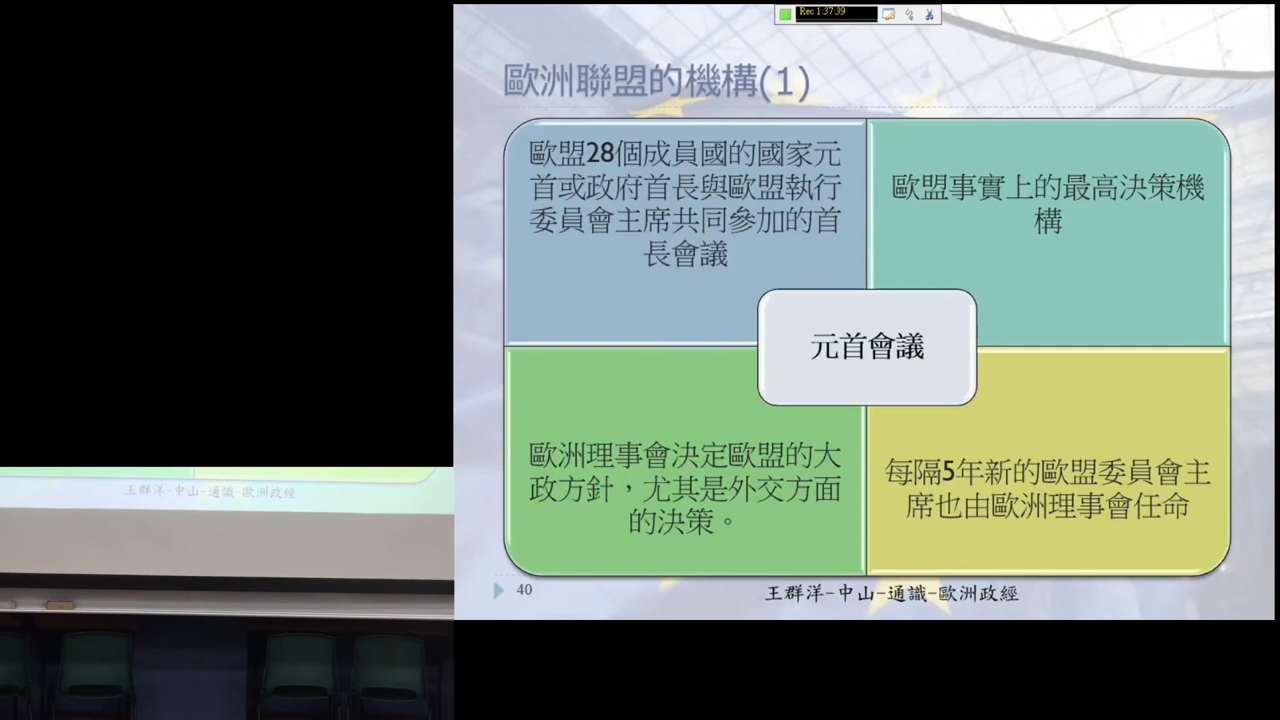 Rec 1:37:39
歐洲聯盟的機構(1)
歐盟28個成員國的國家元
首或政府首長與歐盟執行
委員會主席共同參加的首
長會議
歐盟事實上的最高決策機
構
元首會議
歐洲理事會決定歐盟的大
政方針，尤其是外交方面
的決策。
每隔5年新的歐盟委員會主
席也由歐洲理事會任命
40
王群洋-中山-通識-歐洲政經
王群洋-中山-通識-歐洲政經